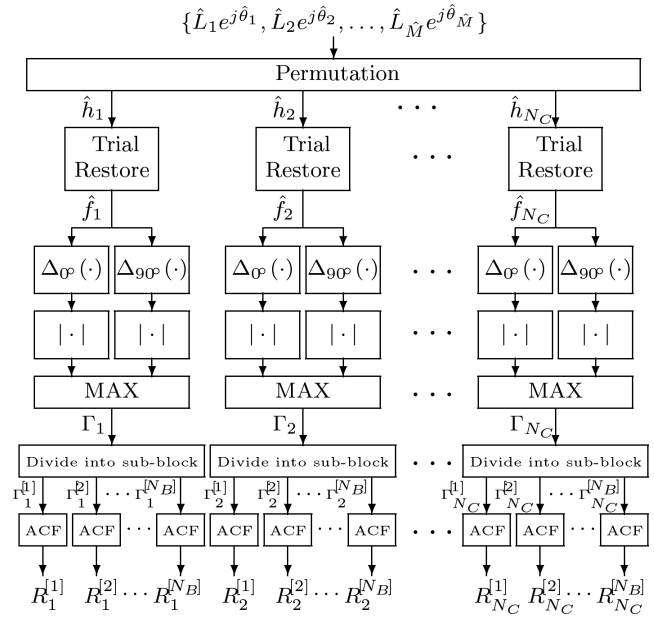 {L̂₁e^{jθ̂₁}, L̂₂e^{jθ̂₂}, ..., L̂_{M̂}e^{jθ̂_{M̂}}}
Permutation
ĥ₁ ĥ₂ · · · ĥ_{N_C}
Trial Restore Trial Restore · · · Trial Restore
f̂₁ f̂₂ f̂_{N_C}
Δ_{0°}(·) Δ_{90°}(·) Δ_{0°}(·) Δ_{90°}(·) · · · Δ_{0°}(·) Δ_{90°}(·)
|·| |·| |·| |·| · · · |·| |·|
MAX MAX · · · MAX
Γ₁ Γ₂ Γ_{N_C}
Divide into sub-block Divide into sub-block · · · Divide into sub-block
Γ₁^{[1]} Γ₁^{[2]} ··· Γ₁^{[N_B]} Γ₂^{[1]} Γ₂^{[2]} ··· Γ₂^{[N_B]} Γ_{N_C}^{[1]} Γ_{N_C}^{[2]} ··· Γ_{N_C}^{[N_B]}
ACF ACF ··· ACF ACF ACF ··· ACF · · · ACF ACF ··· ACF
R₁^{[1]} R₁^{[2]} ··· R₁^{[N_B]} R₂^{[1]} R₂^{[2]} ··· R₂^{[N_B]} R_{N_C}^{[1]} R_{N_C}^{[2]} ··· R_{N_C}^{[N_B]}